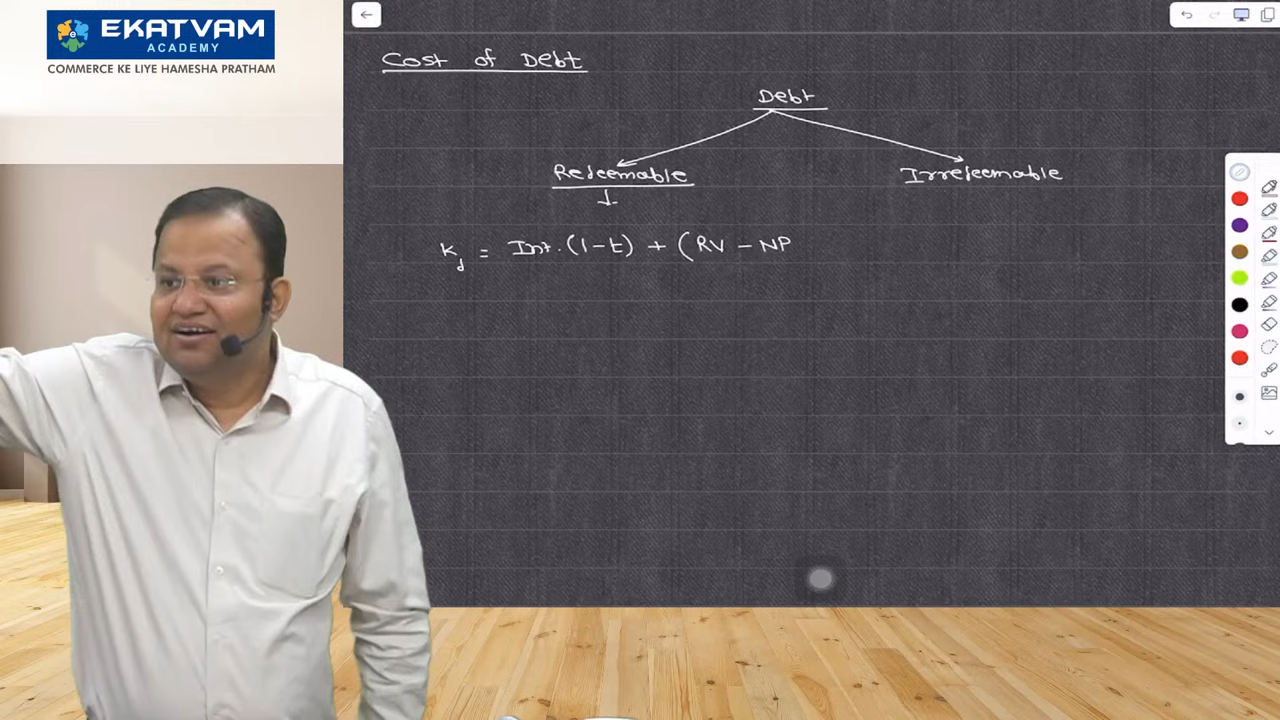 EKATVAM
ACADEMY
COMMERCE KE LIYE HAMESHA PRATHAM
Cost of Debt
Debt
Redeemable
Irredeemable
Kd = Int.(1-t) + (RV - NP